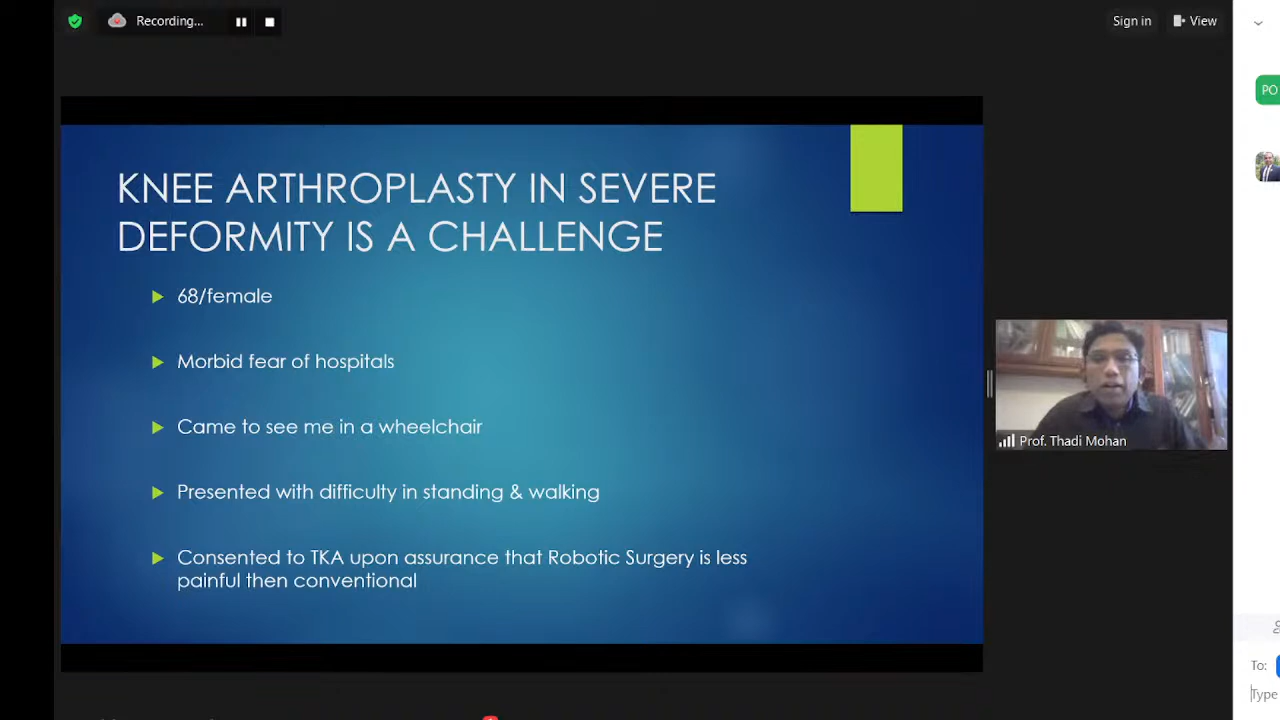 Recording...
Sign in
View
PO
KNEE ARTHROPLASTY IN SEVERE
DEFORMITY IS A CHALLENGE
68/female
Morbid fear of hospitals
Came to see me in a wheelchair
Presented with difficulty in standing & walking
Consented to TKA upon assurance that Robotic Surgery is less
painful then conventional
Prof. Thadi Mohan
To:
Type